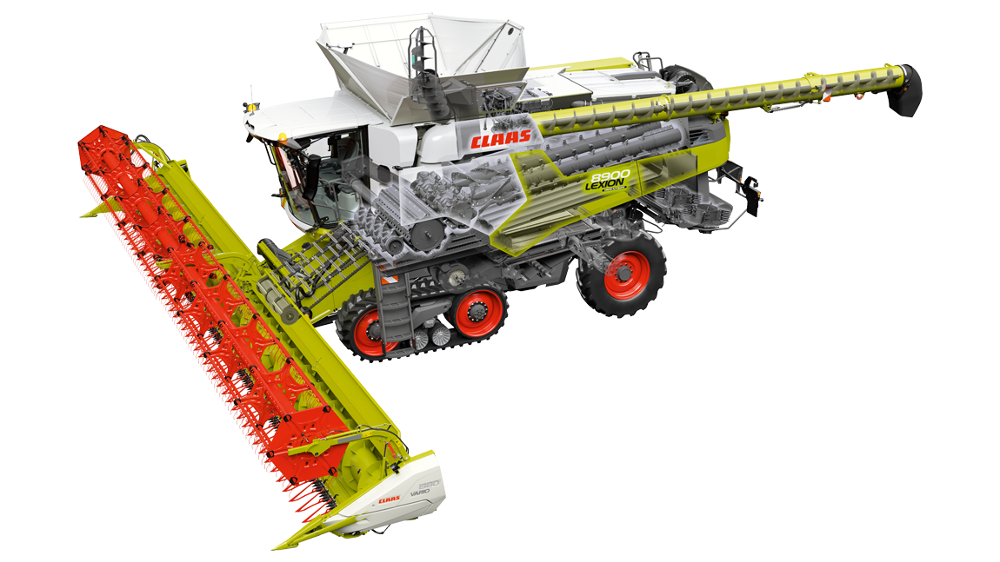 CLAAS
8900
LEXION
CLAAS
VARIO